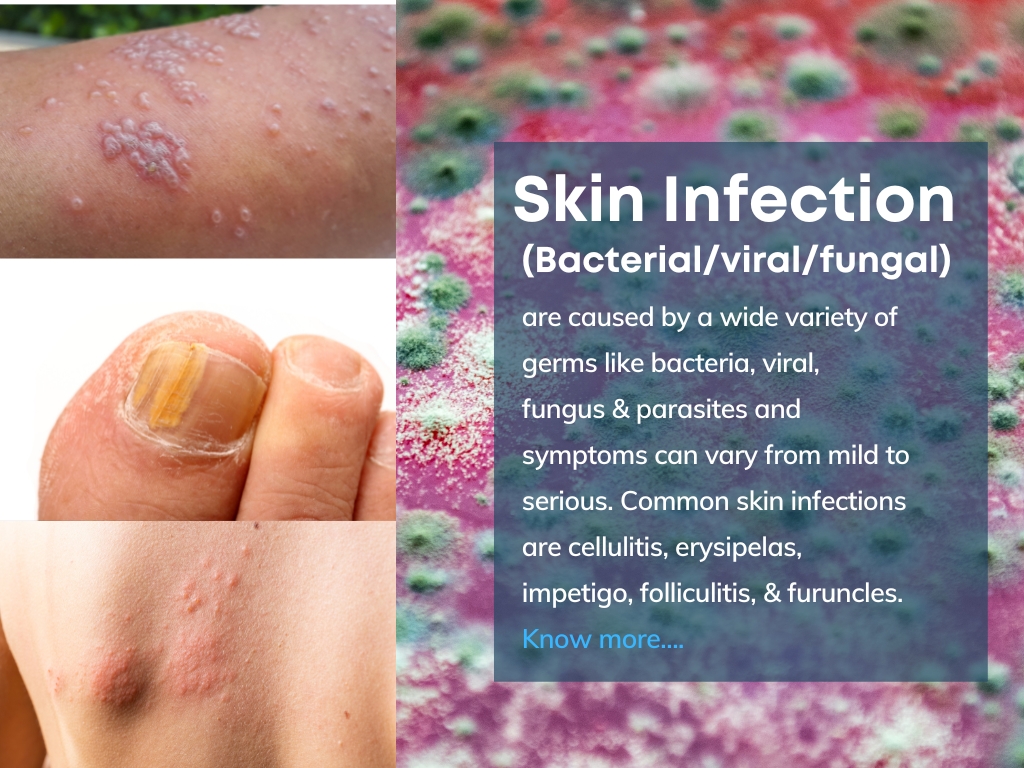 Skin Infection
(Bacterial/viral/fungal)
are caused by a wide variety of
germs like bacteria, viral,
fungus & parasites and
symptoms can vary from mild to
serious. Common skin infections
are cellulitis, erysipelas,
impetigo, folliculitis, & furuncles.
Know more....